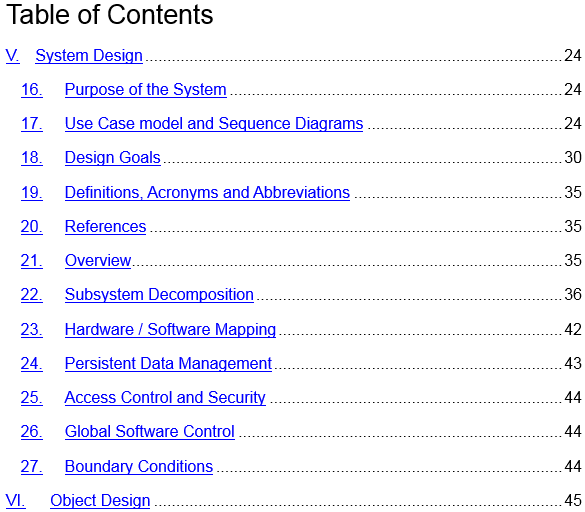 Table of Contents
V. System Design 24
16. Purpose of the System 24
17. Use Case model and Sequence Diagrams 24
18. Design Goals 30
19. Definitions, Acronyms and Abbreviations 35
20. References 35
21. Overview 35
22. Subsystem Decomposition 36
23. Hardware / Software Mapping 42
24. Persistent Data Management 43
25. Access Control and Security 44
26. Global Software Control 44
27. Boundary Conditions 44
VI. Object Design 45